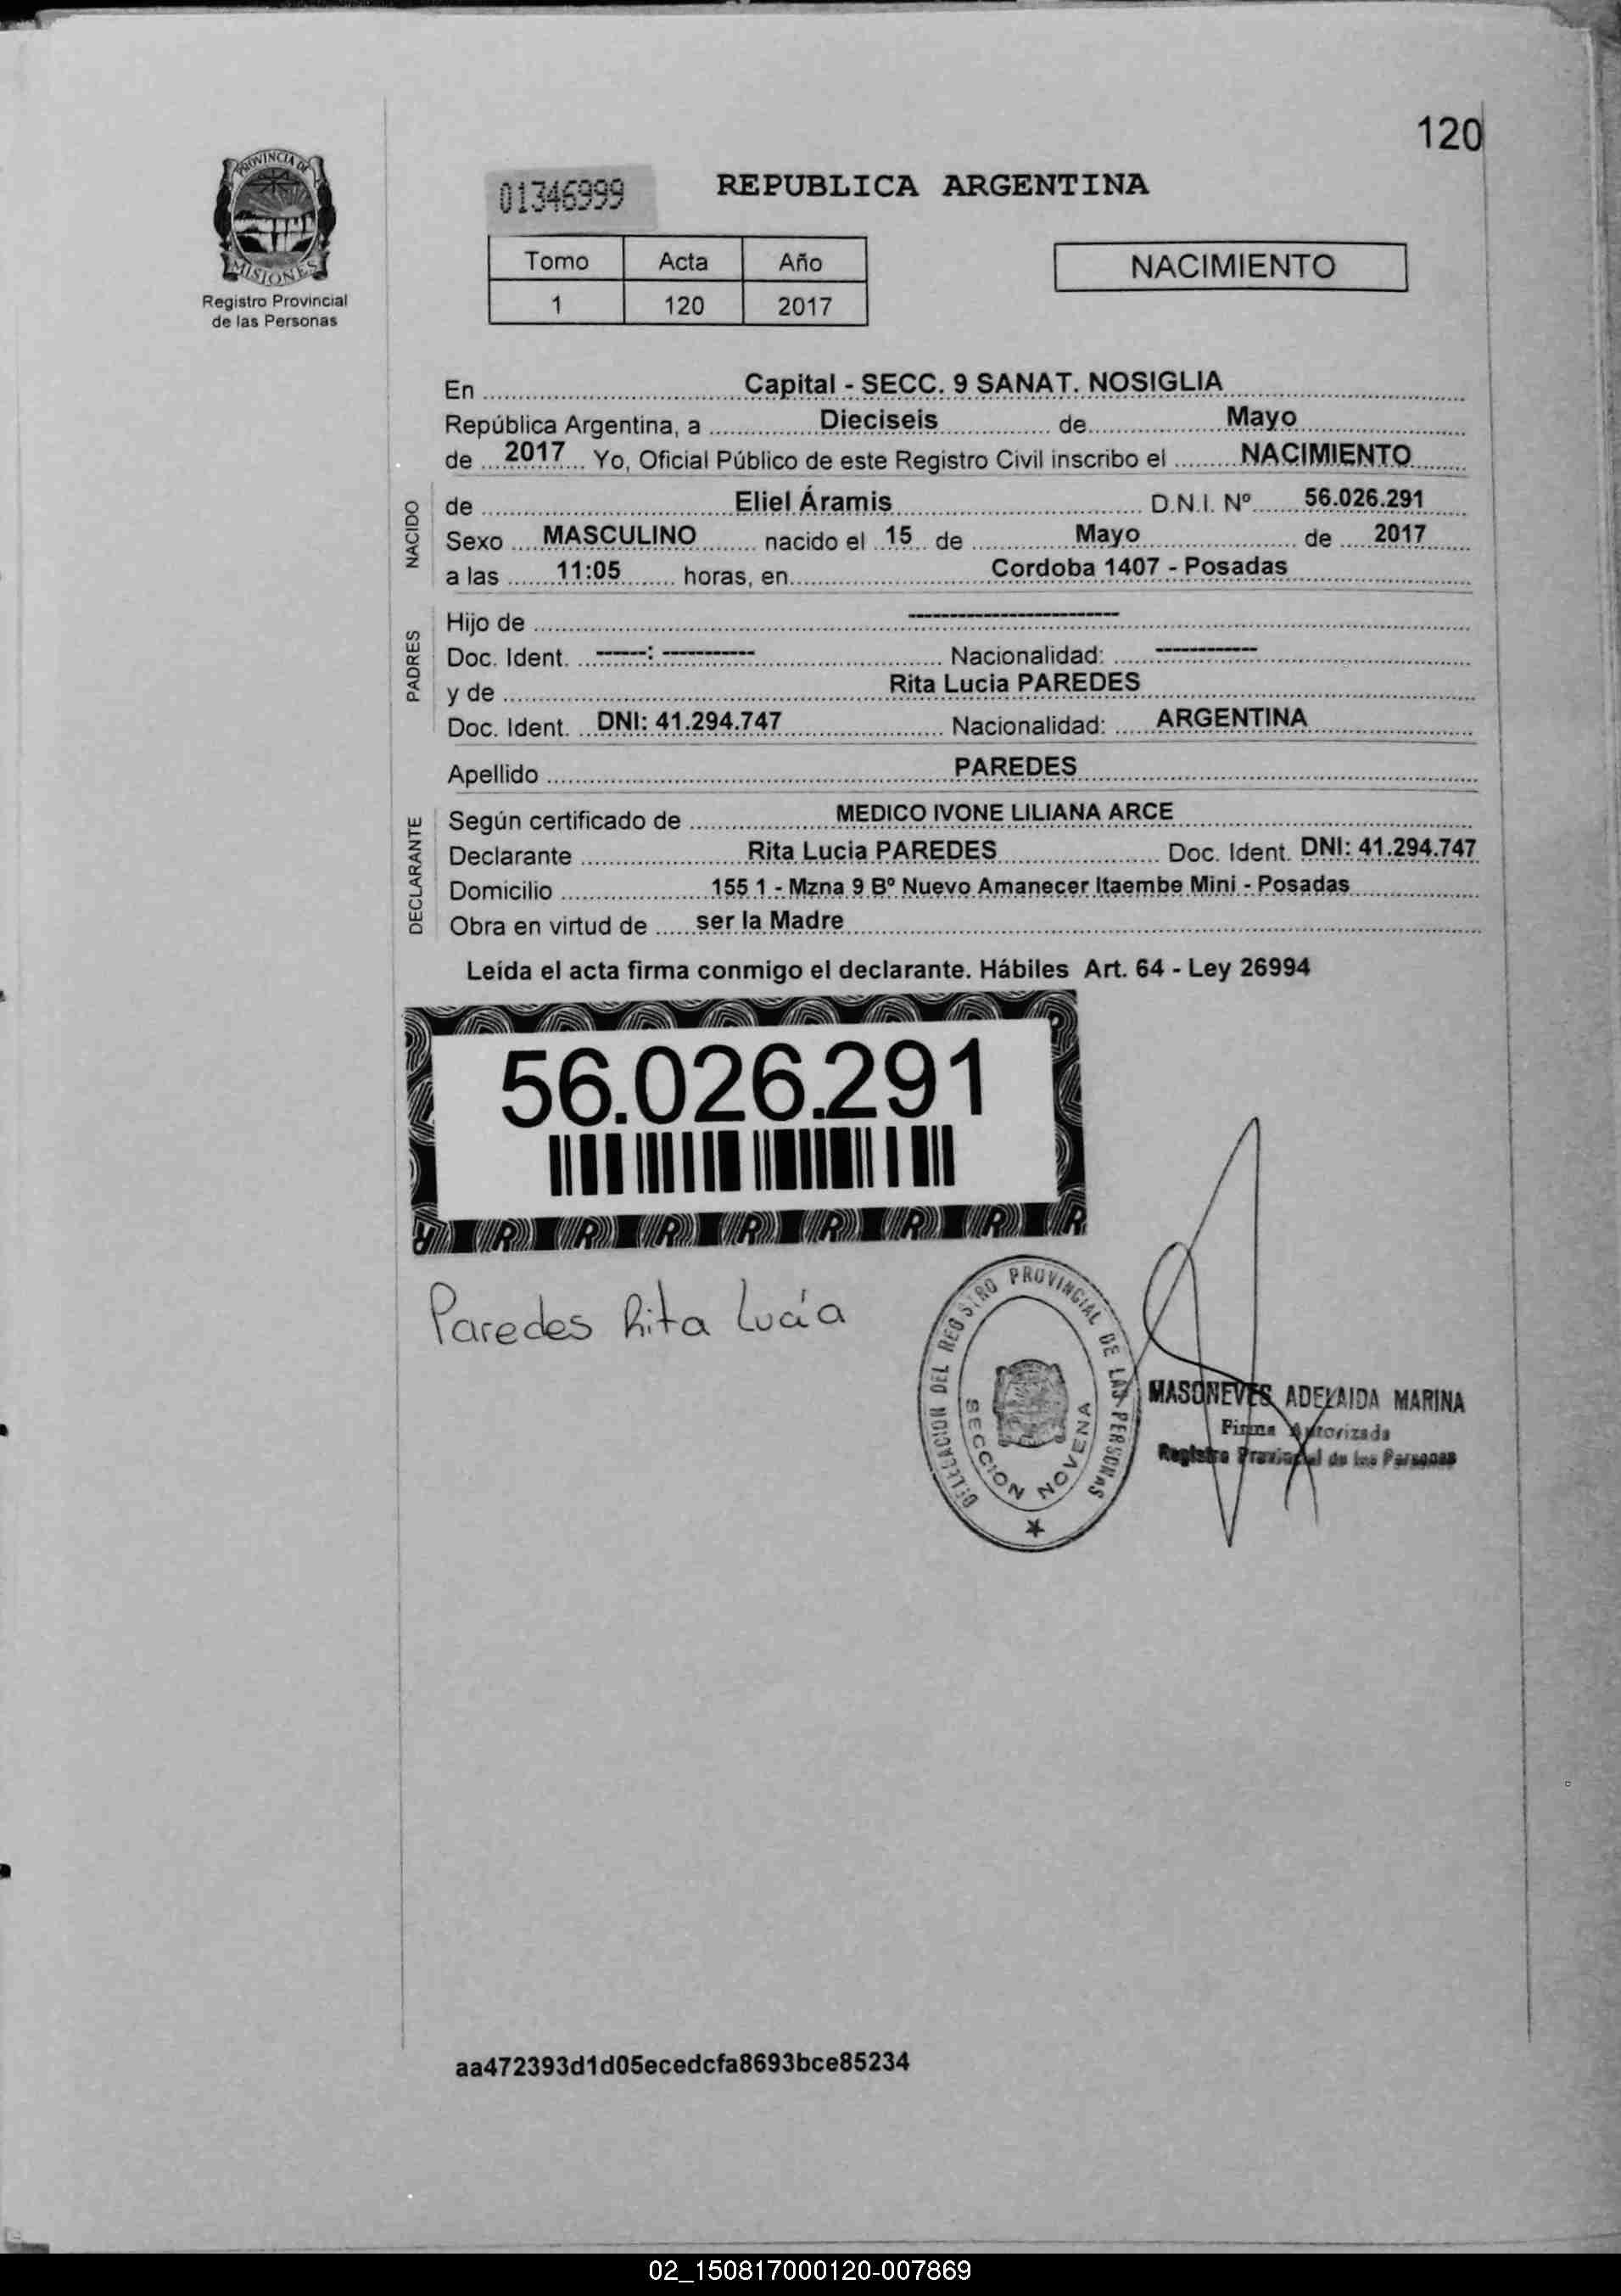 120
PROVINCIA DE
MISIONES
Registro Provincial
de las Personas
01346999
REPUBLICA ARGENTINA
Tomo Acta Año
1 120 2017
NACIMIENTO
En Capital - SECC. 9 SANAT. NOSIGLIA
República Argentina, a Dieciseis de Mayo
de 2017 Yo, Oficial Público de este Registro Civil inscribo el NACIMIENTO
NACIDO
de Eliel Áramis D.N.I. Nº 56.026.291
Sexo MASCULINO nacido el 15 de Mayo de 2017
a las 11:05 horas, en Cordoba 1407 - Posadas
PADRES
Hijo de -------------------------
Doc. Ident. ------: ----------- Nacionalidad: ------------
y de Rita Lucia PAREDES
Doc. Ident. DNI: 41.294.747 Nacionalidad: ARGENTINA
Apellido PAREDES
DECLARANTE
Según certificado de MEDICO IVONE LILIANA ARCE
Declarante Rita Lucia PAREDES Doc. Ident. DNI: 41.294.747
Domicilio 155 1 - Mzna 9 Bº Nuevo Amanecer Itaembe Mini - Posadas
Obra en virtud de ser la Madre
Leída el acta firma conmigo el declarante. Hábiles Art. 64 - Ley 26994
56.026.291
R R R R R R R R R
Paredes Rita Lucía
DELEGACION DEL REGISTRO PROVINCIAL DE LAS PERSONAS
SECCION NOVENA
MASONEVES ADELAIDA MARINA
Firma Autorizada
Registro Provincial de las Personas
aa472393d1d05ecedcfa8693bce85234
02_150817000120-007869